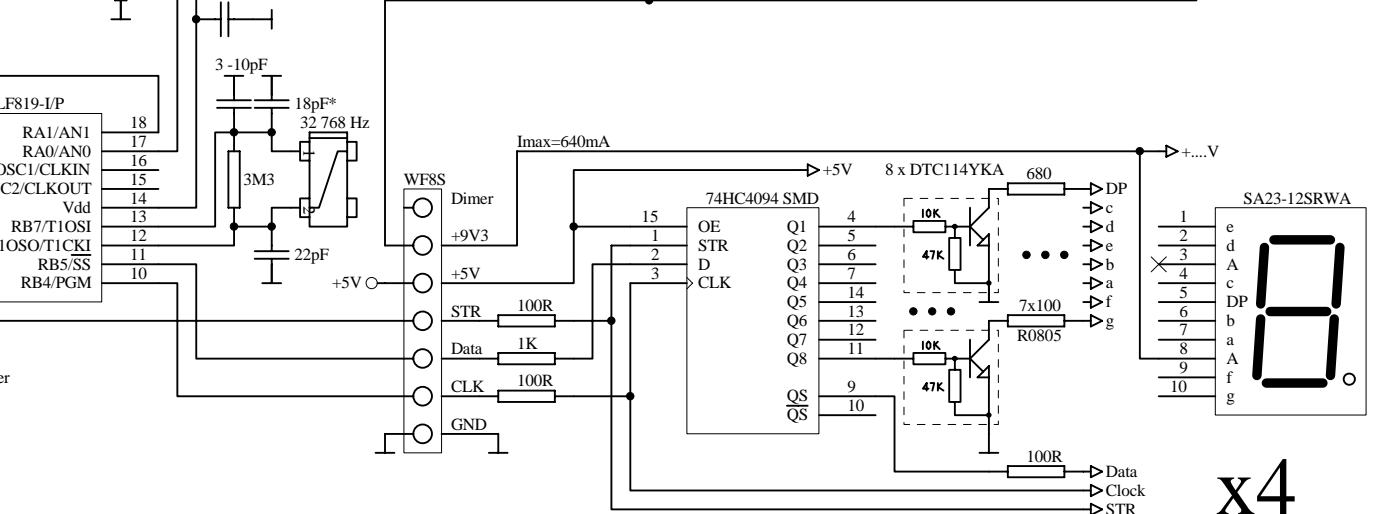 3 -10pF
18pF*
32 768 Hz
LF819-I/P
RA1/AN1 18
RA0/AN0 17
OSC1/CLKIN 16
C2/CLKOUT 15
Vdd 14
RB7/T1OSI 13
1OSO/T1CKI 12
RB5/SS 11
RB4/PGM 10
3M3
1
2
22pF
er
WF8S
Dimer
+9V3
+5V +5V
STR 100R
Data 1K
CLK 100R
GND
Imax=640mA
+....V
+5V
74HC4094 SMD
15 OE
1 STR
2 D
3 CLK
Q1 4
Q2 5
Q3 6
Q4 7
Q5 14
Q6 13
Q7 12
Q8 11
QS 9
QS 10
8 x DTC114YKA
10K
47K
10K
47K
680
7x100
R0805
DP
c
d
e
b
a
f
g
100R
Data
Clock
STR
SA23-12SRWA
1 e
2 d
3 A
4 c
5 DP
6 b
7 a
8 A
9 f
10 g
x4